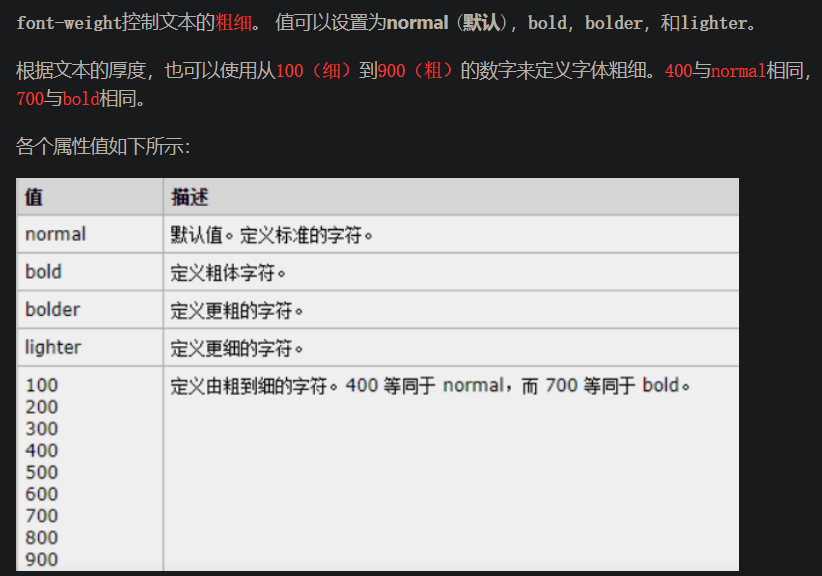 font-weight控制文本的粗细。 值可以设置为normal (默认), bold, bolder, 和lighter。
根据文本的厚度，也可以使用从100（细）到900（粗）的数字来定义字体粗细。400与normal相同，
700与bold相同。
各个属性值如下所示：
值 描述
normal 默认值。定义标准的字符。
bold 定义粗体字符。
bolder 定义更粗的字符。
lighter 定义更细的字符。
100 定义由粗到细的字符。400 等同于 normal，而 700 等同于 bold。
200
300
400
500
600
700
800
900